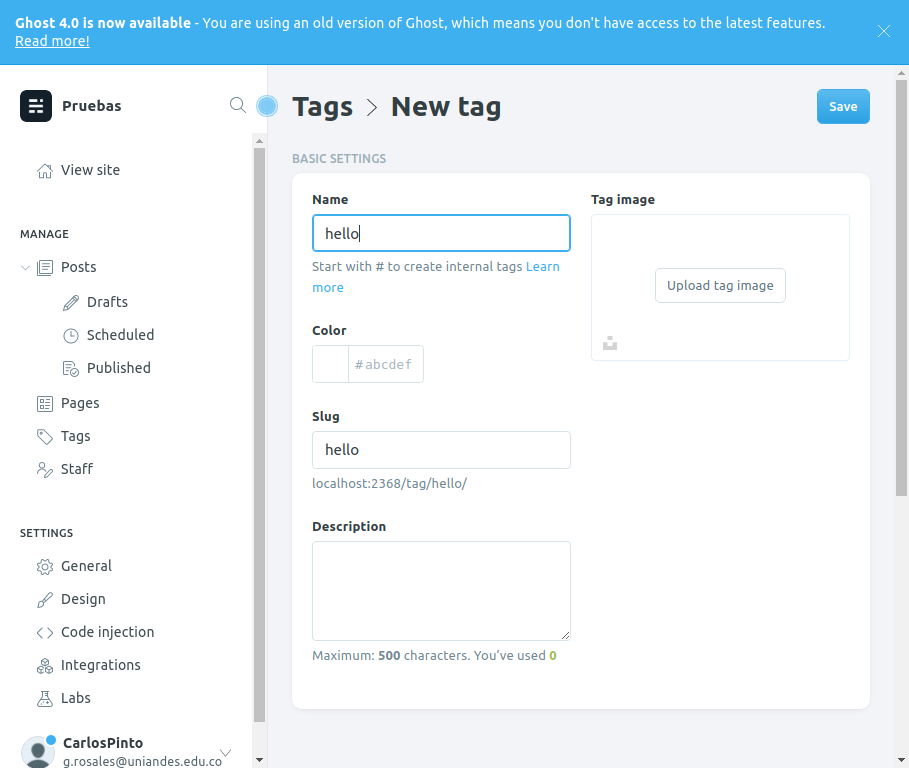 Ghost 4.0 is now available - You are using an old version of Ghost, which means you don't have access to the latest features.
Read more!
Pruebas
View site
MANAGE
Posts
Drafts
Scheduled
Published
Pages
Tags
Staff
SETTINGS
General
Design
Code injection
Integrations
Labs
CarlosPinto
g.rosales@uniandes.edu.co
Tags > New tag
Save
BASIC SETTINGS
Name
hello
Start with # to create internal tags Learn
more
Color
#abcdef
Slug
hello
localhost:2368/tag/hello/
Description
Maximum: 500 characters. You’ve used 0
Tag image
Upload tag image